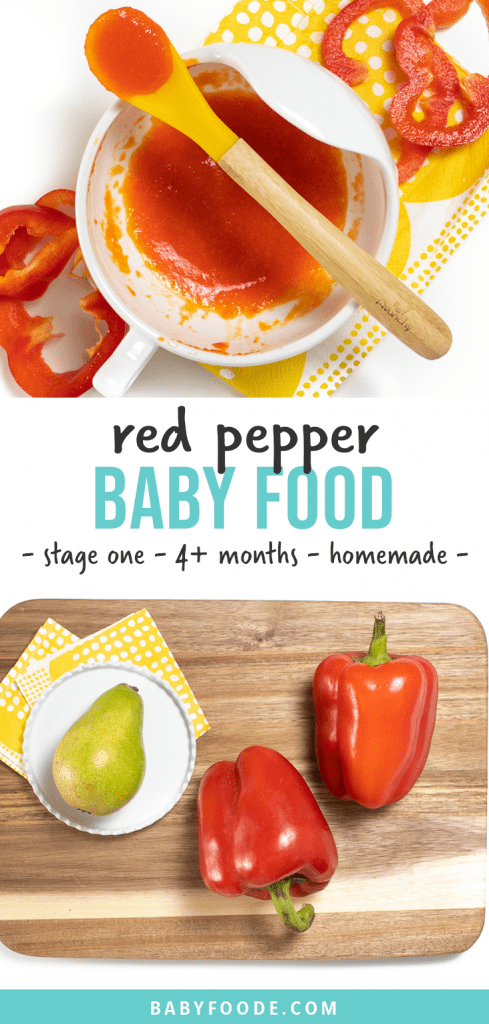 red pepper
BABY FOOD
- stage one - 4+ months - homemade -
BABYFOODE.COM